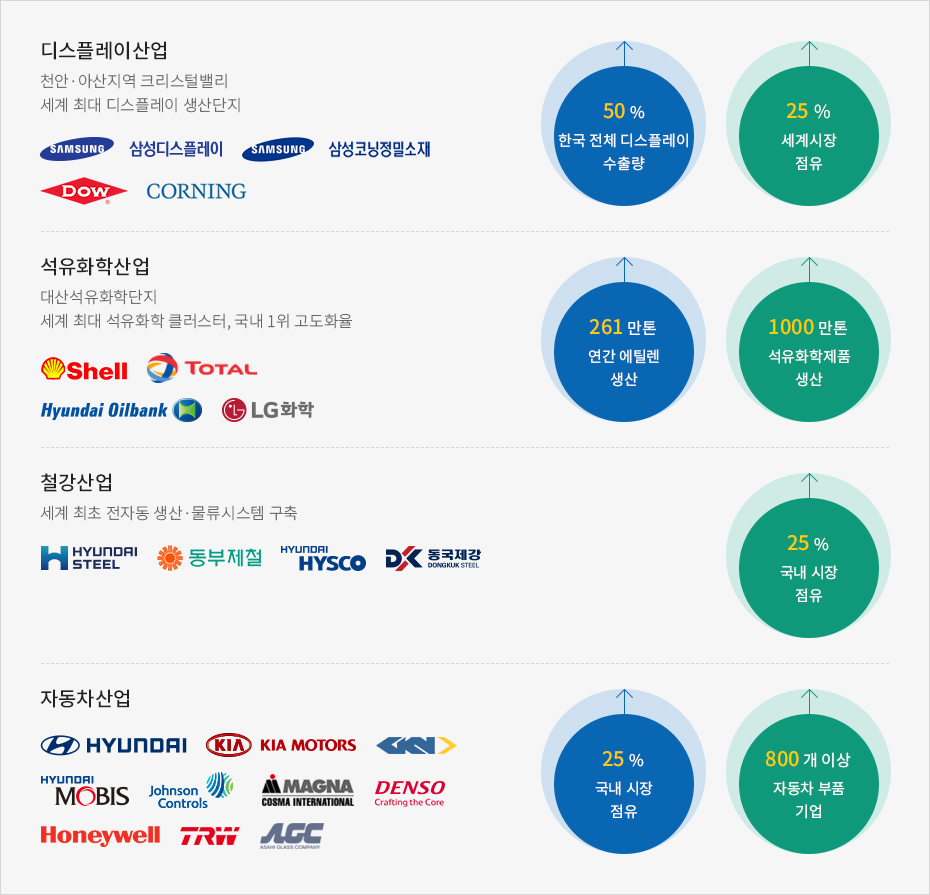 디스플레이산업
천안·아산지역 크리스털밸리
세계 최대 디스플레이 생산단지
SAMSUNG 삼성디스플레이 SAMSUNG 삼성코닝정밀소재
Dow CORNING
50 %
한국 전체 디스플레이
수출량
25 %
세계시장
점유
석유화학산업
대산석유화학단지
세계 최대 석유화학 클러스터, 국내 1위 고도화율
Shell TOTAL
Hyundai Oilbank LG화학
261 만톤
연간 에틸렌
생산
1000 만톤
석유화학제품
생산
철강산업
세계 최초 전자동 생산·물류시스템 구축
HYUNDAI
STEEL
동부제철
HYUNDAI
HYSCO
DK 동국제강
DONGKUK STEEL
25 %
국내 시장
점유
자동차산업
HYUNDAI KIA KIA MOTORS GKN
HYUNDAI
MOBIS
Johnson
Controls
MAGNA
COSMA INTERNATIONAL
DENSO
Crafting the Core
Honeywell TRW AGC
ASAHI GLASS COMPANY
25 %
국내 시장
점유
800 개 이상
자동차 부품
기업